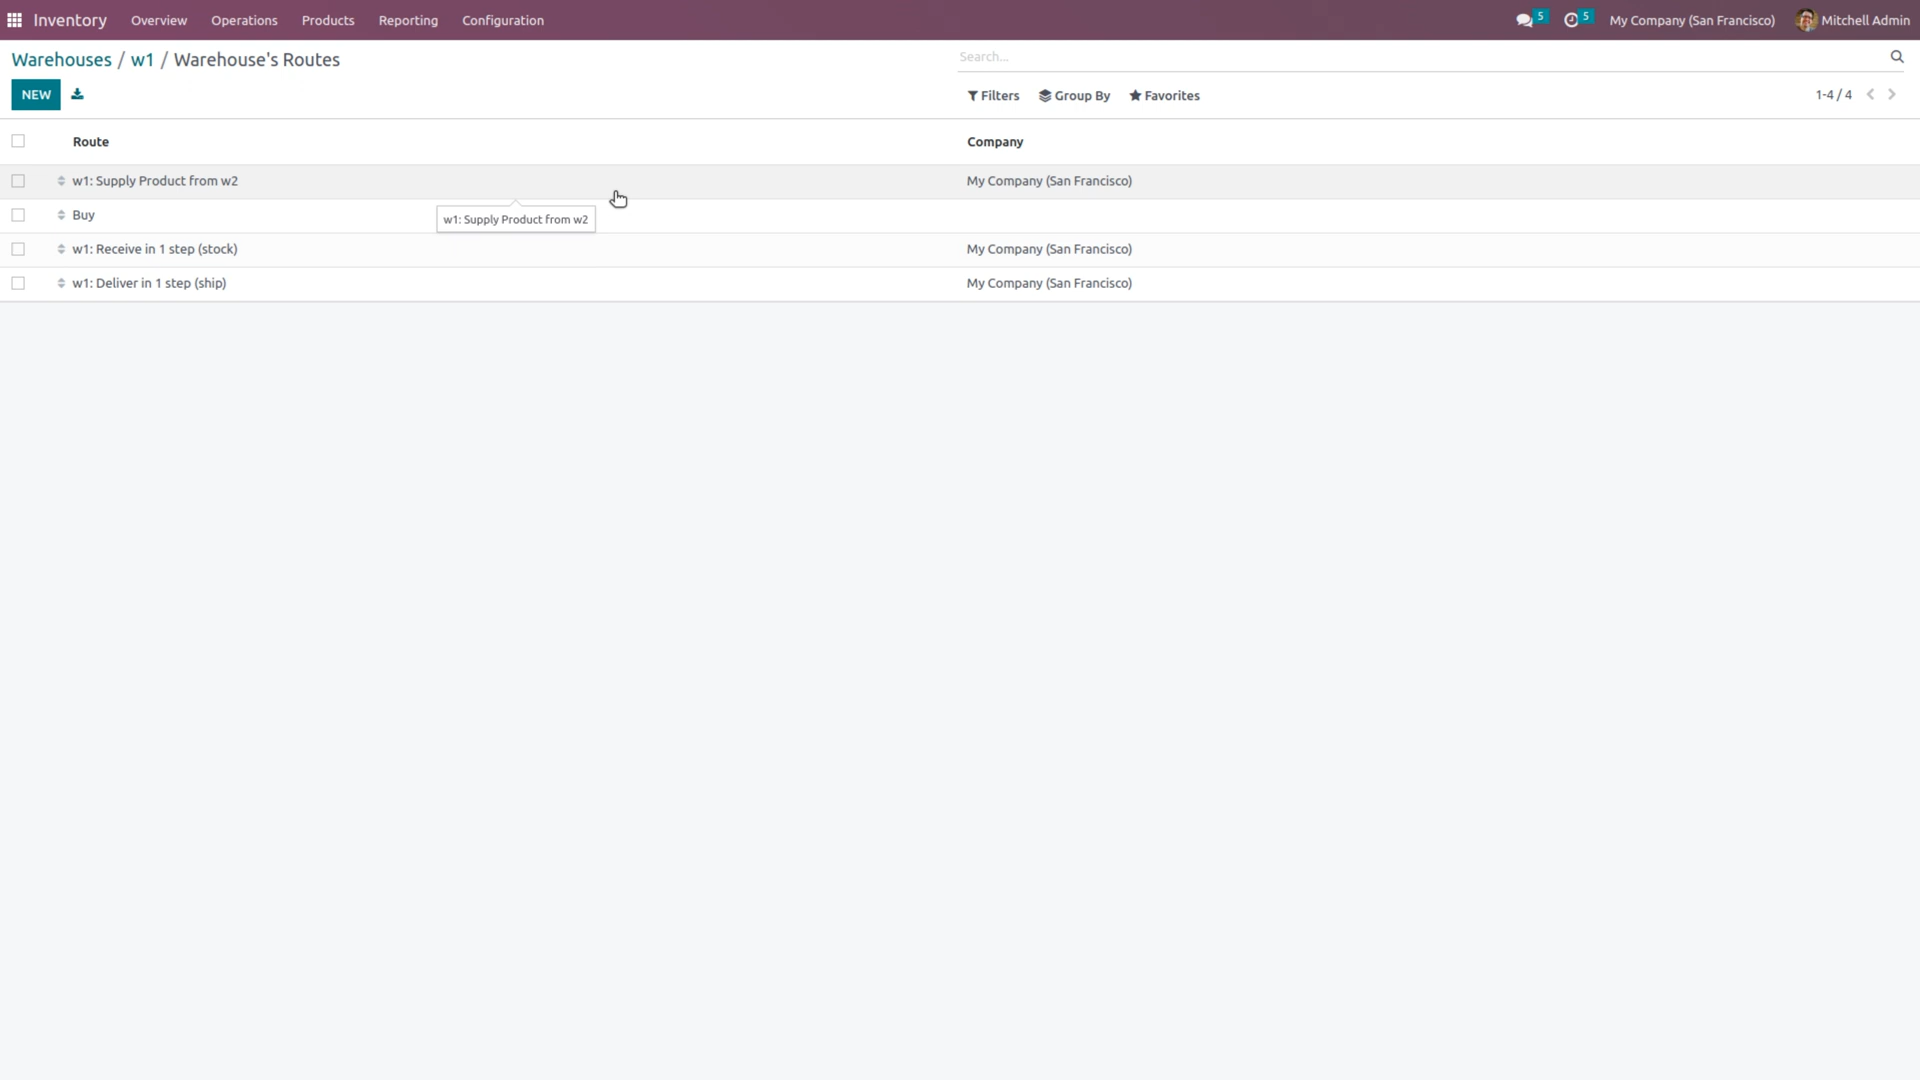 Inventory Overview Operations Products Reporting Configuration 5 5 My Company (San Francisco) Mitchell Admin
Warehouses / w1 / Warehouse's Routes
Search...
NEW
Filters Group By Favorites 1-4 / 4
Route Company
w1: Supply Product from w2 My Company (San Francisco)
Buy
w1: Supply Product from w2
w1: Receive in 1 step (stock) My Company (San Francisco)
w1: Deliver in 1 step (ship) My Company (San Francisco)